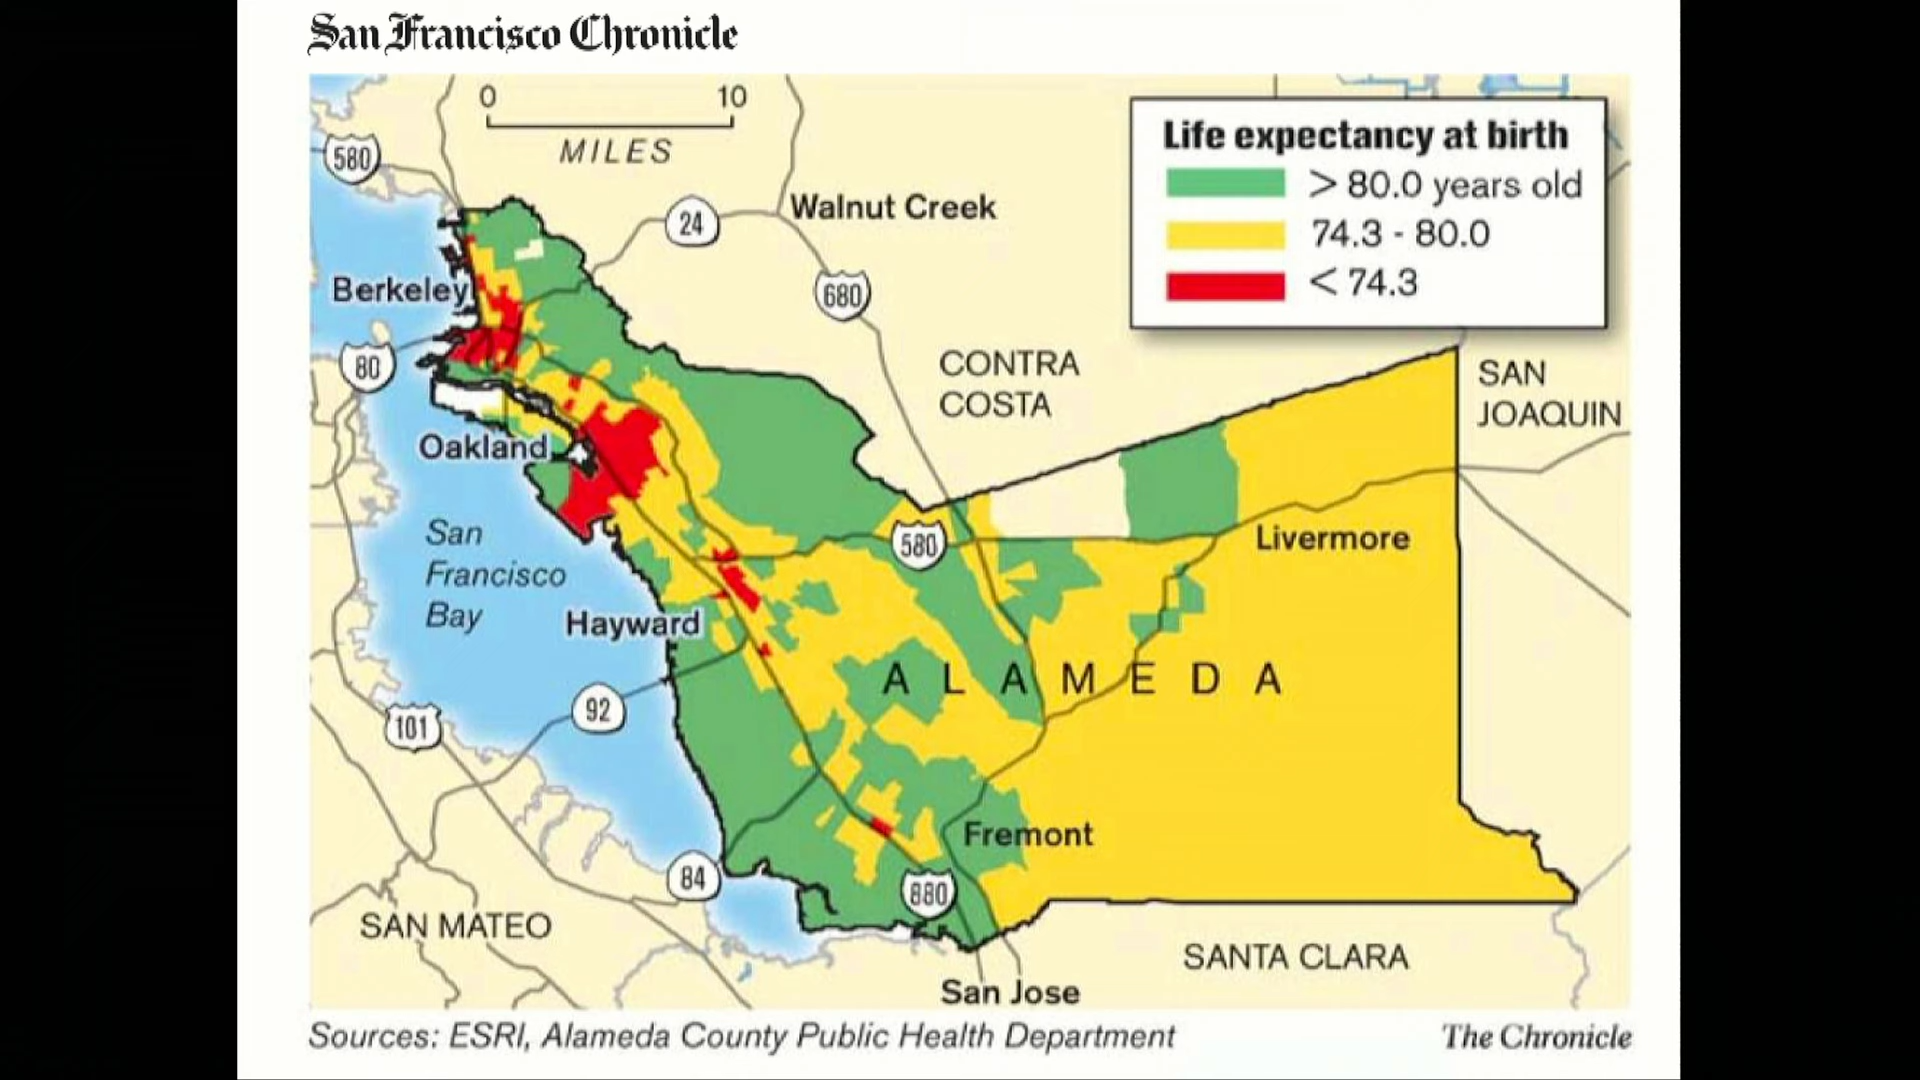 San Francisco Chronicle
0 10
MILES
Life expectancy at birth
> 80.0 years old
74.3 - 80.0
< 74.3
580
24
Walnut Creek
680
Berkeley
80
CONTRA
COSTA
SAN
JOAQUIN
Oakland
San
Francisco
Bay
580
Livermore
Hayward
ALAMEDA
92
101
Fremont
84
880
SAN MATEO
SANTA CLARA
San Jose
Sources: ESRI, Alameda County Public Health Department
The Chronicle